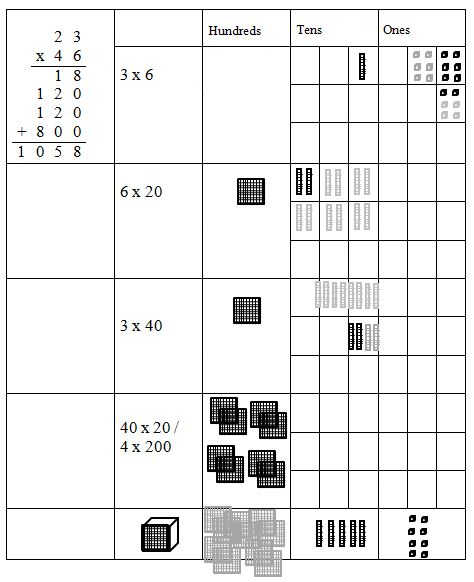 Hundreds Tens Ones
2 3
x 4 6
1 8
1 2 0
1 2 0
+ 8 0 0
1 0 5 8
3 x 6
6 x 20
3 x 40
40 x 20 /
4 x 200